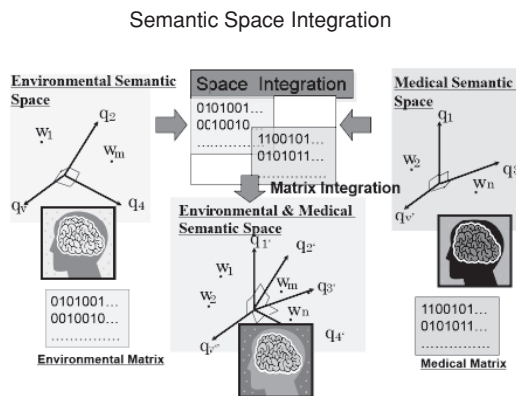 Semantic Space Integration
Environmental Semantic
Space
q2
w1
wm
qv
q4
Space Integration
0101001...
0010010...
..............
1100101...
0101011...
..............
Matrix Integration
Medical Semantic
Space
q1
w2
q3
wn
qv'
Environmental & Medical
Semantic Space
q1'
q2'
w1
wm
q3'
w2
wn
q4'
qv'''
0101001...
0010010...
..............
Environmental Matrix
1100101...
0101011...
..............
Medical Matrix